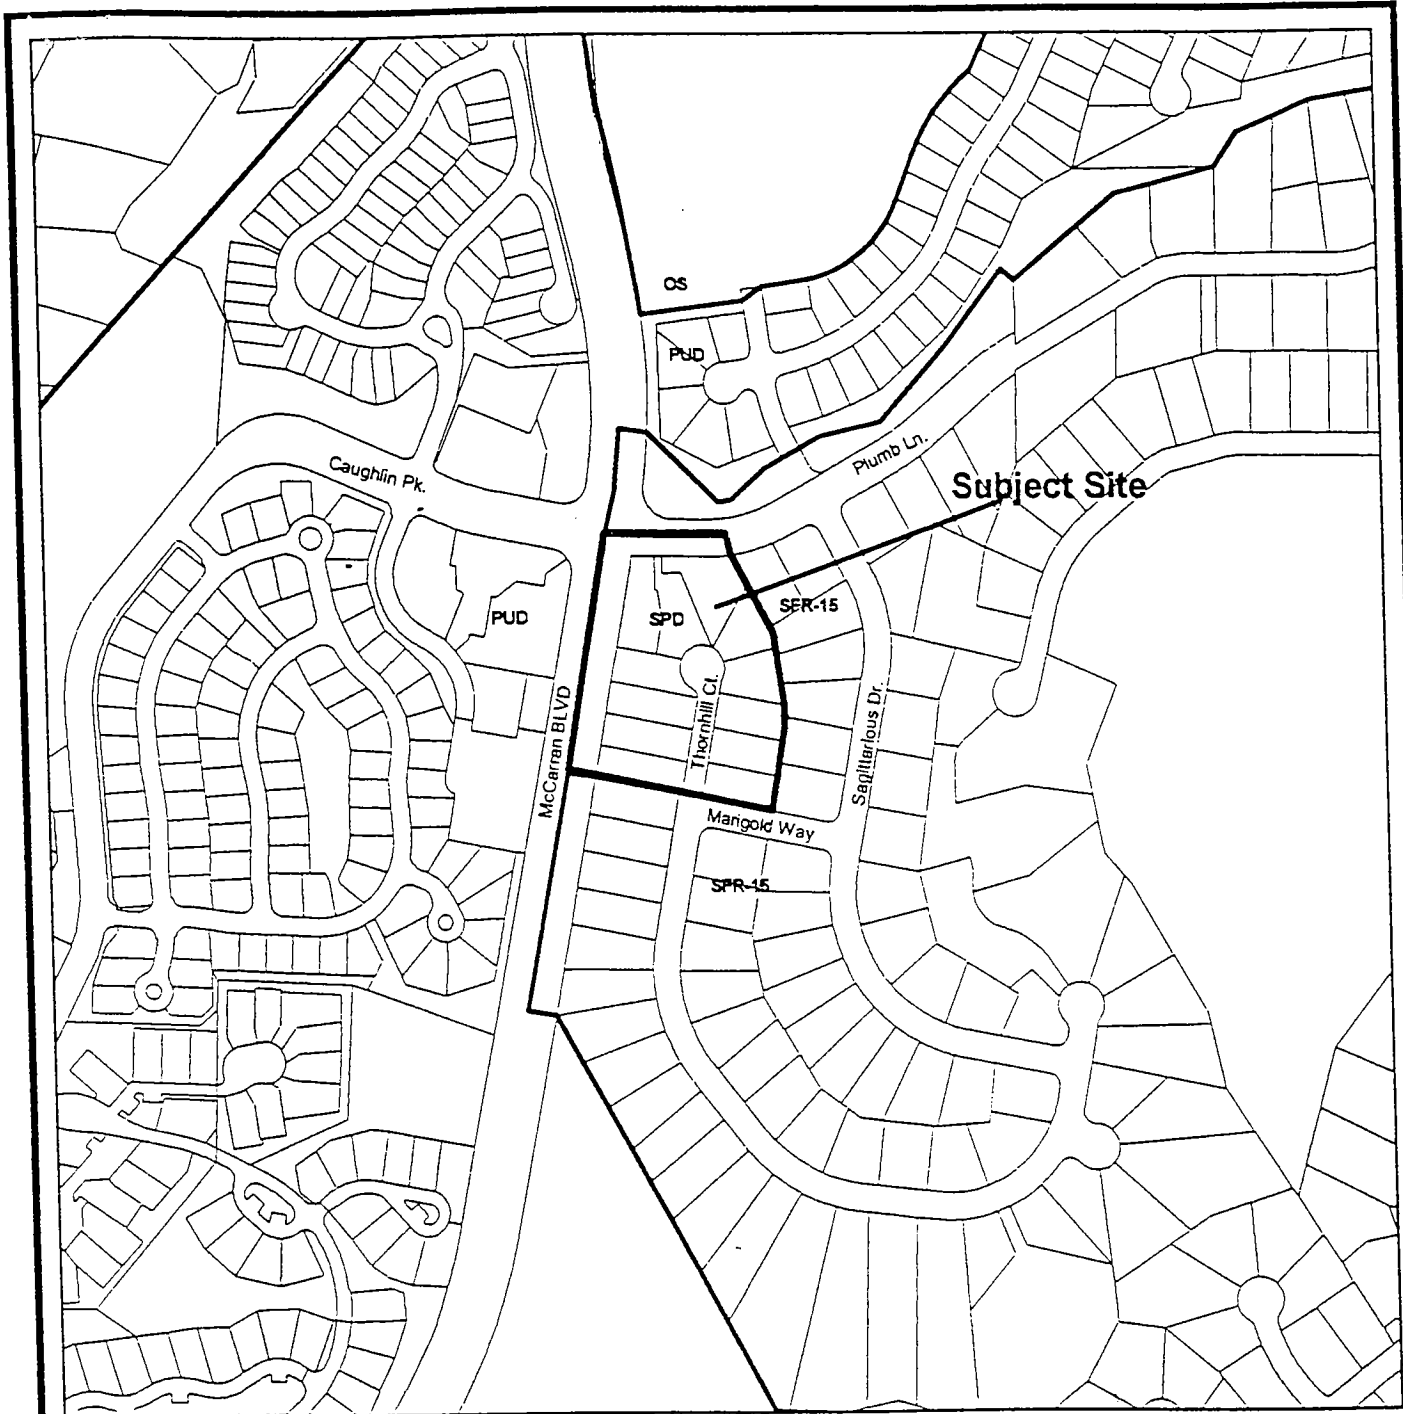 OS
PUD
Plumb Ln.
Caughlin Pk.
Subject Site
PUD
SPD
SFR-15
McCarran BLVD
Thornhill Ct.
Sagittarious Dr.
Marigold Way
SFR-15